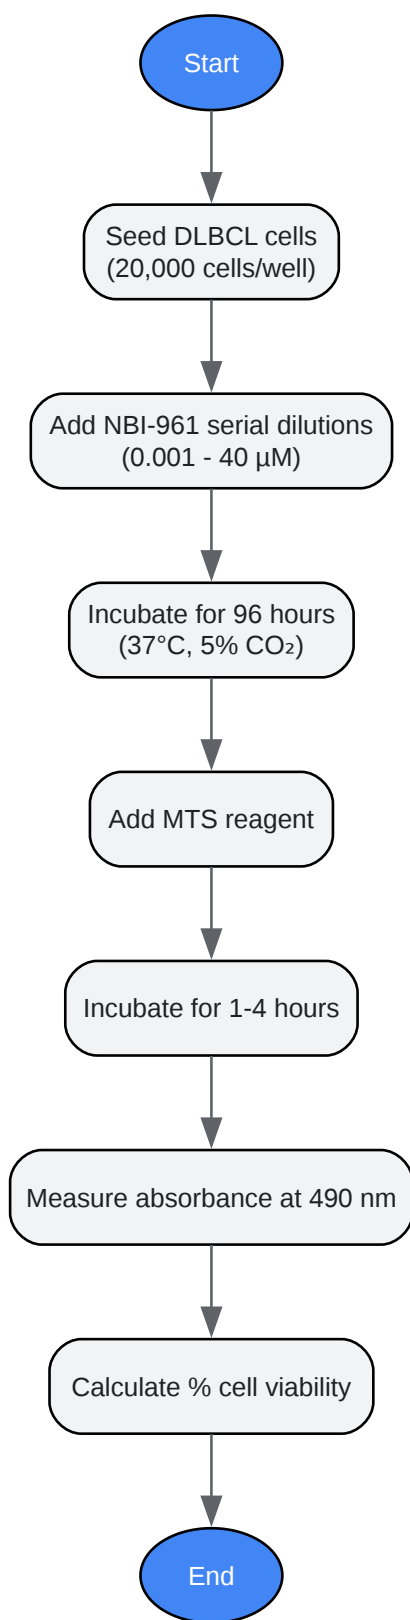 Start
Seed DLBCL cells
(20,000 cells/well)
Add NBI-961 serial dilutions
(0.001 - 40 µM)
Incubate for 96 hours
(37°C, 5% CO₂)
Add MTS reagent
Incubate for 1-4 hours
Measure absorbance at 490 nm
Calculate % cell viability
End